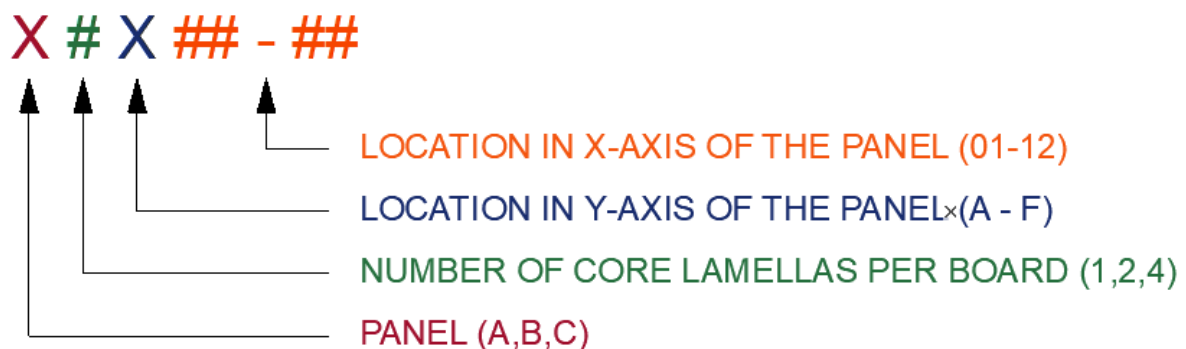 X # X ## - ##
LOCATION IN X-AXIS OF THE PANEL (01-12)
LOCATION IN Y-AXIS OF THE PANEL×(A - F)
NUMBER OF CORE LAMELLAS PER BOARD (1,2,4)
PANEL (A,B,C)